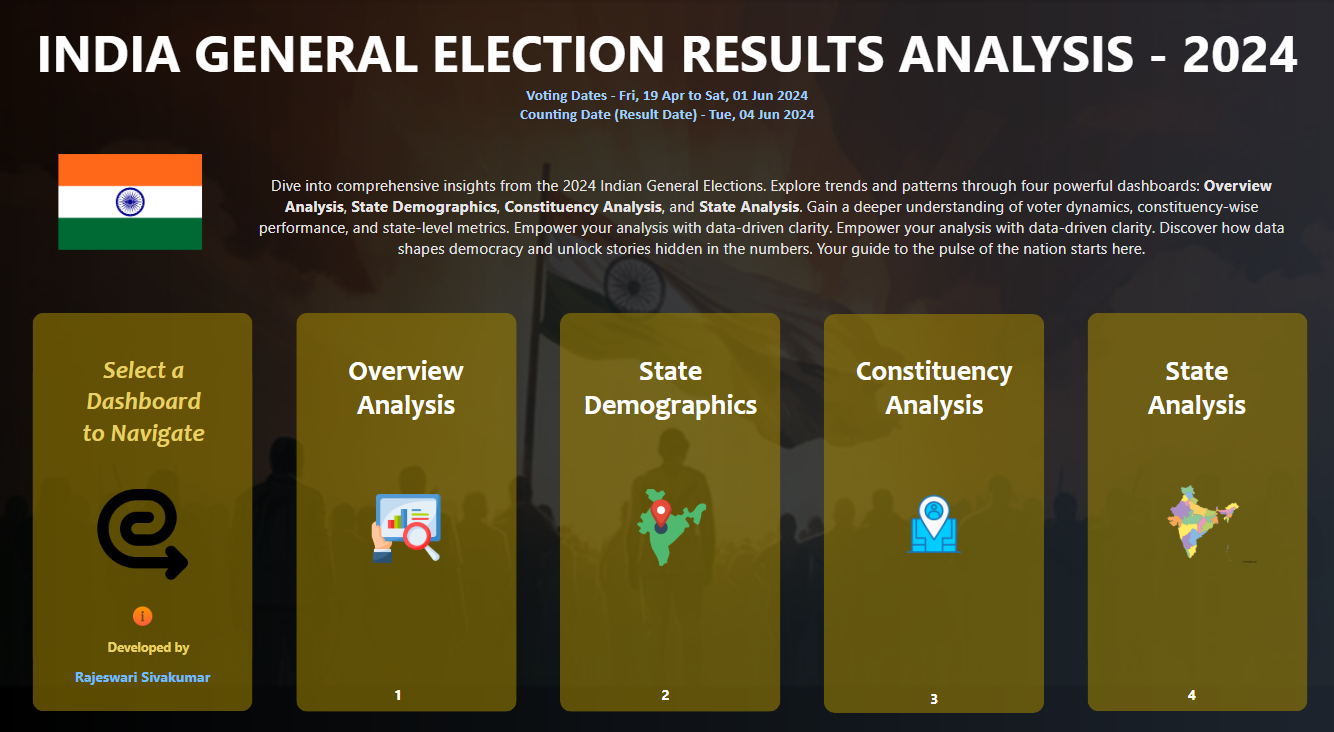 INDIA GENERAL ELECTION RESULTS ANALYSIS - 2024
Voting Dates - Fri, 19 Apr to Sat, 01 Jun 2024
Counting Date (Result Date) - Tue, 04 Jun 2024
Dive into comprehensive insights from the 2024 Indian General Elections. Explore trends and patterns through four powerful dashboards: Overview
Analysis, State Demographics, Constituency Analysis, and State Analysis. Gain a deeper understanding of voter dynamics, constituency-wise
performance, and state-level metrics. Empower your analysis with data-driven clarity. Empower your analysis with data-driven clarity. Discover how data
shapes democracy and unlock stories hidden in the numbers. Your guide to the pulse of the nation starts here.
Select a
Dashboard
to Navigate
i
Developed by
Rajeswari Sivakumar
Overview
Analysis
1
State
Demographics
2
Constituency
Analysis
3
State
Analysis
4